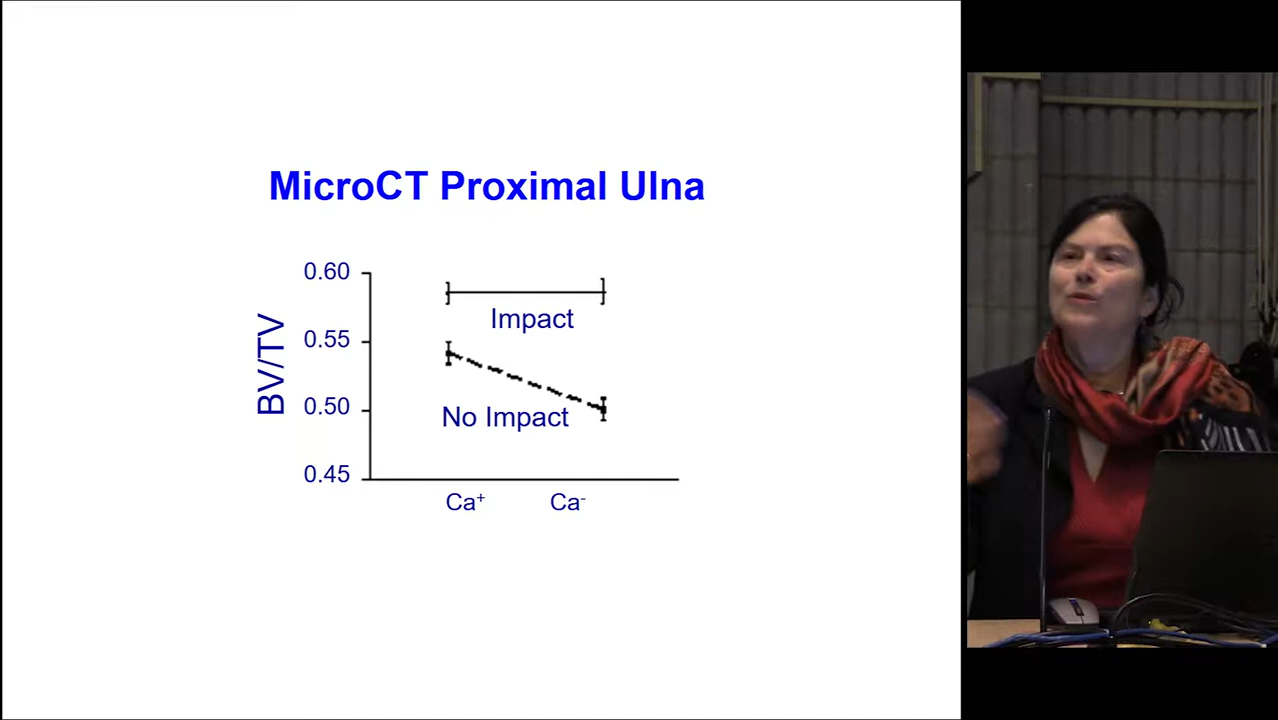 MicroCT Proximal Ulna
0.60
0.55
0.50
0.45
BV/TV
Impact
No Impact
Ca⁺
Ca⁻